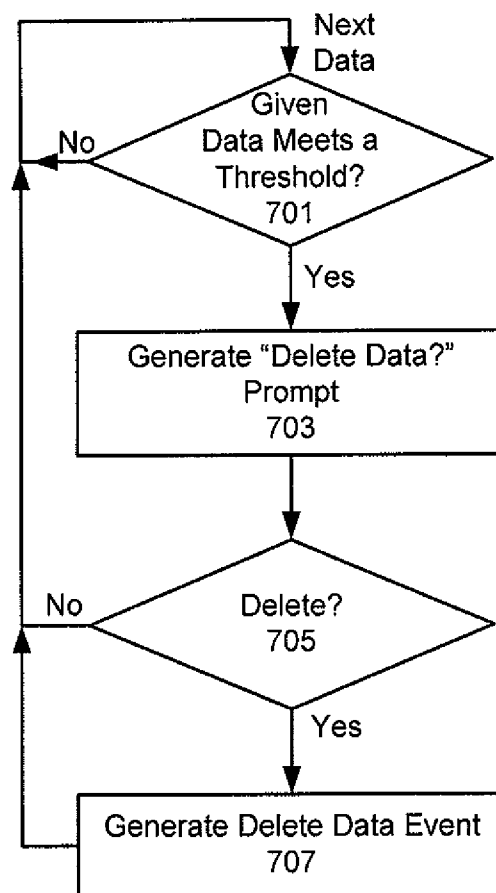 Next
Data
Given
Data Meets a
Threshold?
701
No
Yes
Generate “Delete Data?”
Prompt
703
Delete?
705
No
Yes
Generate Delete Data Event
707